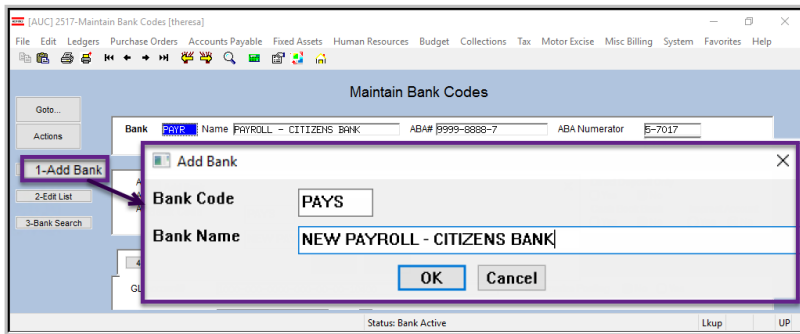 [AUC] 2517-Maintain Bank Codes [theresa]
File Edit Ledgers Purchase Orders Accounts Payable Fixed Assets Human Resources Budget Collections Tax Motor Excise Misc Billing System Favorites Help
Maintain Bank Codes
Goto...
Actions
Bank PAYR Name PAYROLL - CITIZENS BANK ABA# 9999-8888-7 ABA Numerator 5-7017
1-Add Bank
2-Edit List
3-Bank Search
Add Bank
Bank Code PAYS
Bank Name NEW PAYROLL - CITIZENS BANK
OK Cancel
4
GL
Status: Bank Active Lkup UP